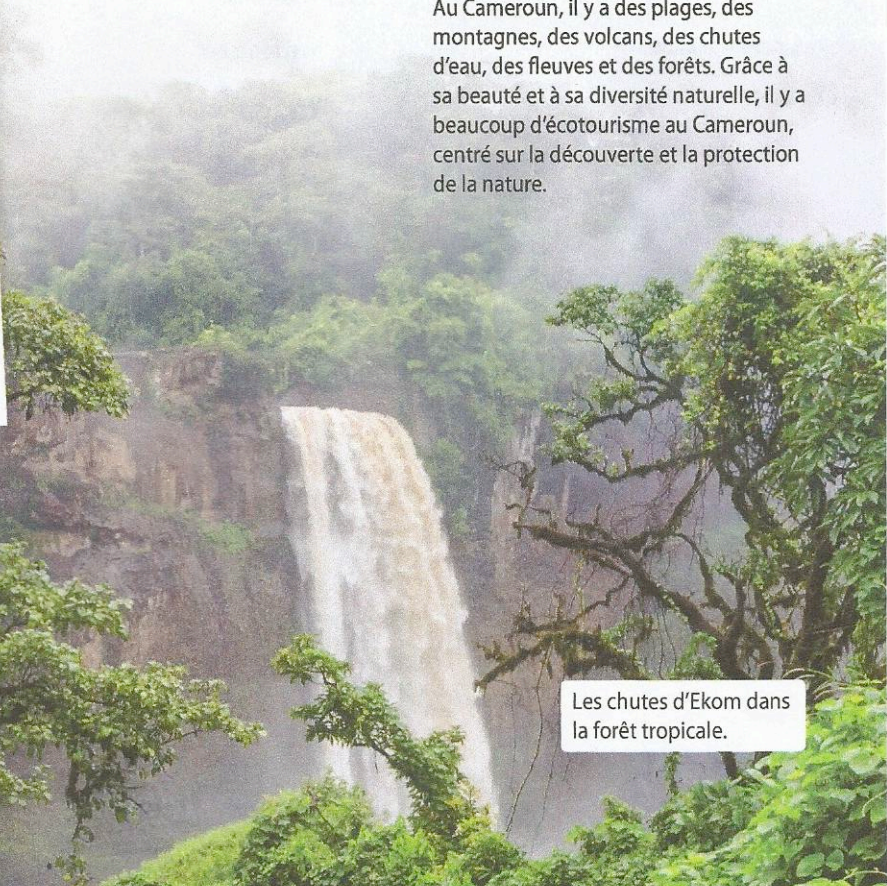 Au Cameroun, il y a des plages, des
montagnes, des volcans, des chutes
d'eau, des fleuves et des forêts. Grâce à
sa beauté et à sa diversité naturelle, il y a
beaucoup d'écotourisme au Cameroun,
centré sur la découverte et la protection
de la nature.
Les chutes d'Ekom dans
la forêt tropicale.